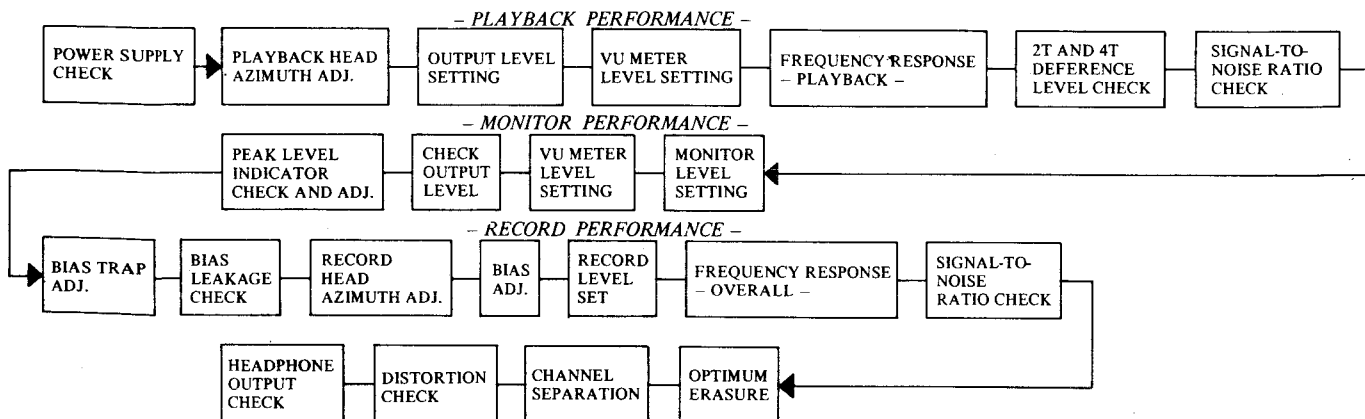 – PLAYBACK PERFORMANCE –
POWER SUPPLY
CHECK
PLAYBACK HEAD
AZIMUTH ADJ.
OUTPUT LEVEL
SETTING
VU METER
LEVEL SETTING
FREQUENCY RESPONSE
– PLAYBACK –
2T AND 4T
DEFERENCE
LEVEL CHECK
SIGNAL-TO-
NOISE RATIO
CHECK
– MONITOR PERFORMANCE –
PEAK LEVEL
INDICATOR
CHECK AND ADJ.
CHECK
OUTPUT
LEVEL
VU METER
LEVEL
SETTING
MONITOR
LEVEL
SETTING
– RECORD PERFORMANCE –
BIAS TRAP
ADJ.
BIAS
LEAKAGE
CHECK
RECORD
HEAD
AZIMUTH ADJ.
BIAS
ADJ.
RECORD
LEVEL
SET
FREQUENCY RESPONSE
– OVERALL –
SIGNAL-TO-
NOISE
RATIO CHECK
HEADPHONE
OUTPUT
CHECK
DISTORTION
CHECK
CHANNEL
SEPARATION
OPTIMUM
ERASURE